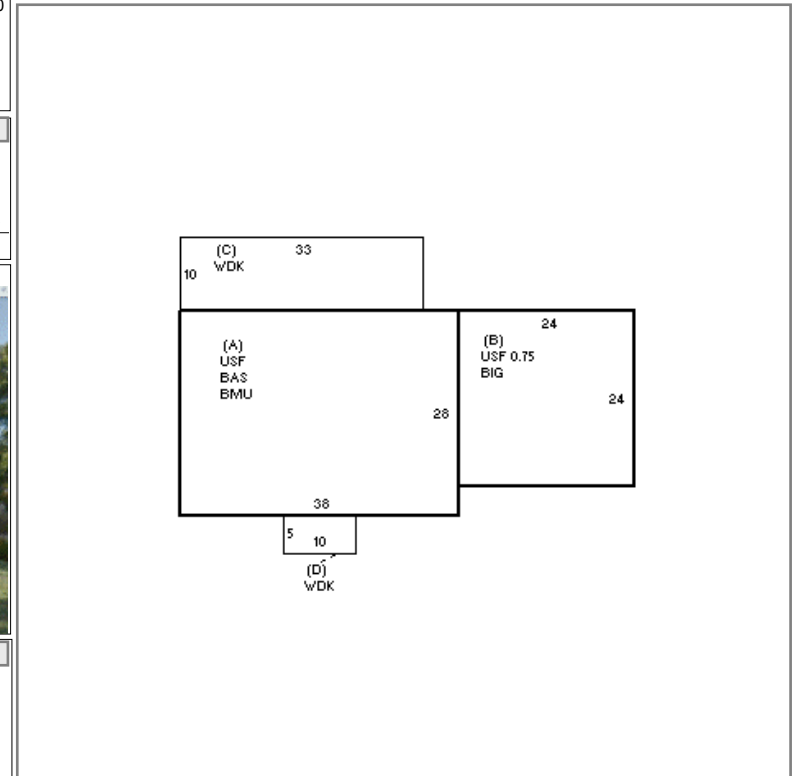 (C)
WDK
33
10
24
(B)
USF 0.75
BIG
24
(A)
USF
BAS
BMU
28
38
5
10
(D)
WDK